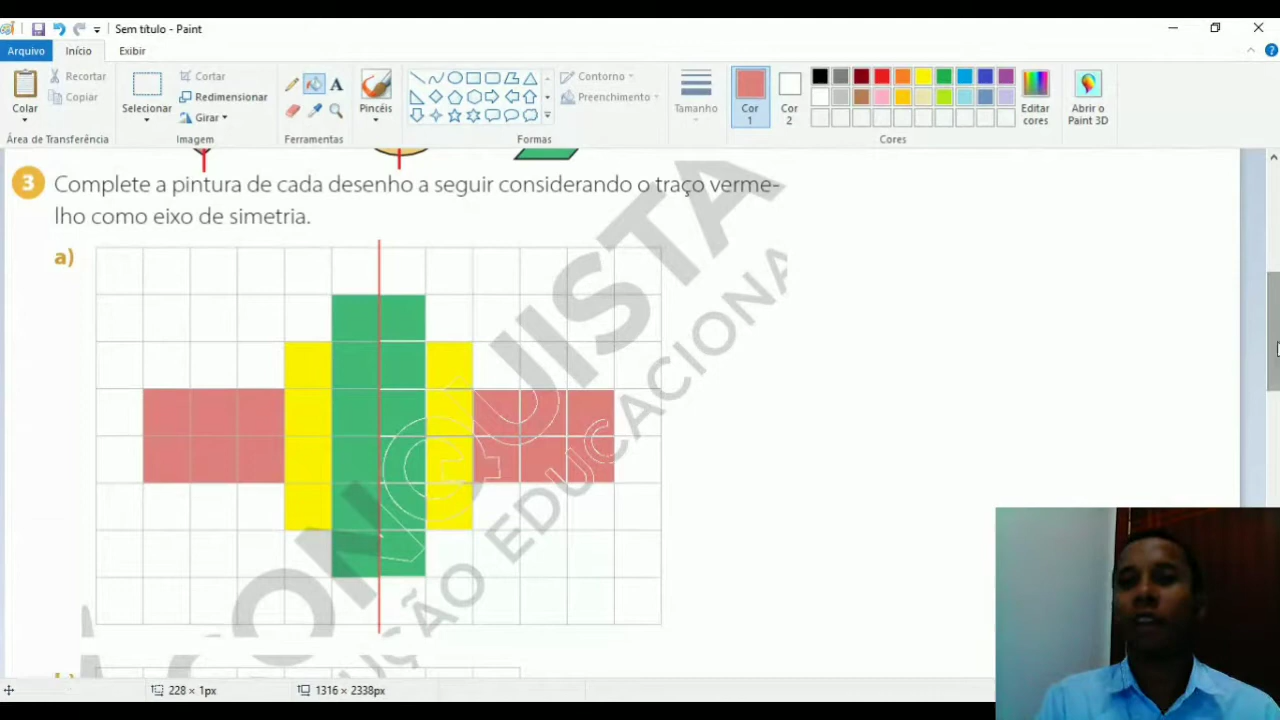 Sem título - Paint
Arquivo
Início
Exibir
Colar
Recortar
Copiar
Área de Transferência
Selecionar
Cortar
Redimensionar
Girar
Imagem
A
Ferramentas
Pincéis
Contorno
Preenchimento
Formas
Tamanho
Cor
1
Cor
2
Editar
cores
Cores
Abrir o
Paint 3D
3 Complete a pintura de cada desenho a seguir considerando o traço verme-
lho como eixo de simetria.
a)
CONQUISTA
EDUCACIONA
228 × 1px
1316 × 2338px